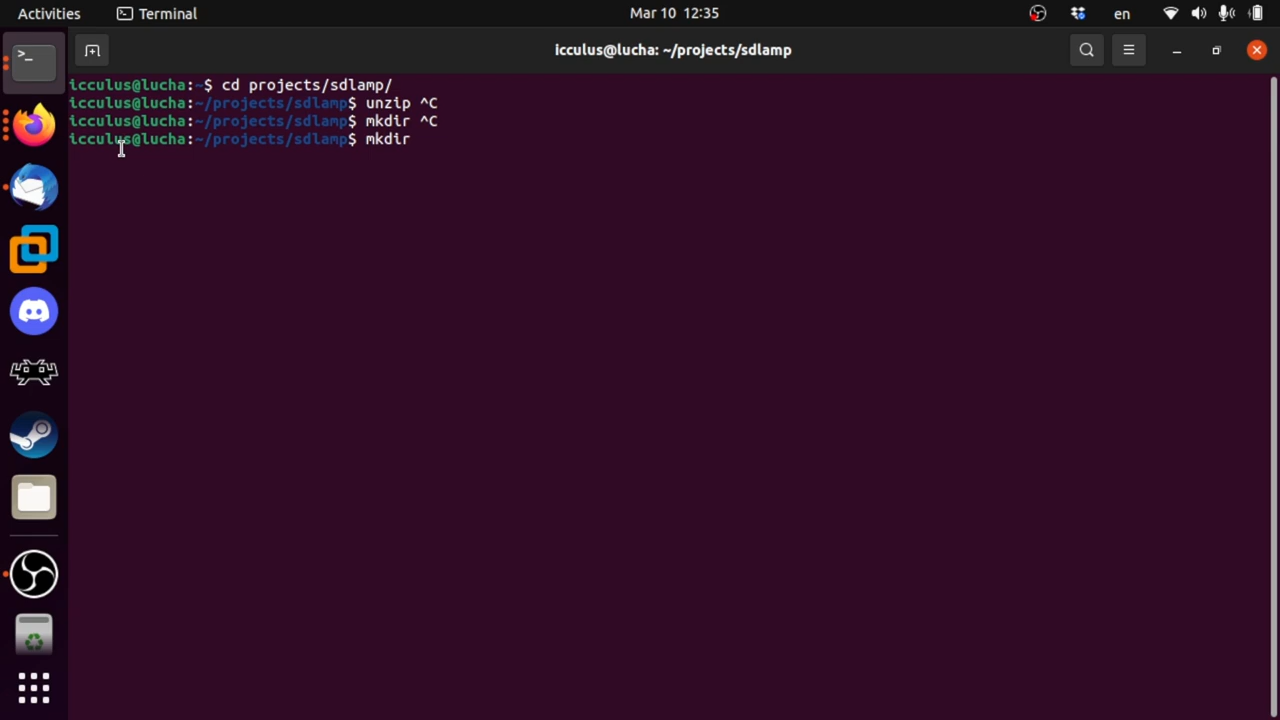 Activities Terminal Mar 10 12:35 en
icculus@lucha: ~/projects/sdlamp
icculus@lucha:~$ cd projects/sdlamp/
icculus@lucha:~/projects/sdlamp$ unzip ^C
icculus@lucha:~/projects/sdlamp$ mkdir ^C
icculus@lucha:~/projects/sdlamp$ mkdir